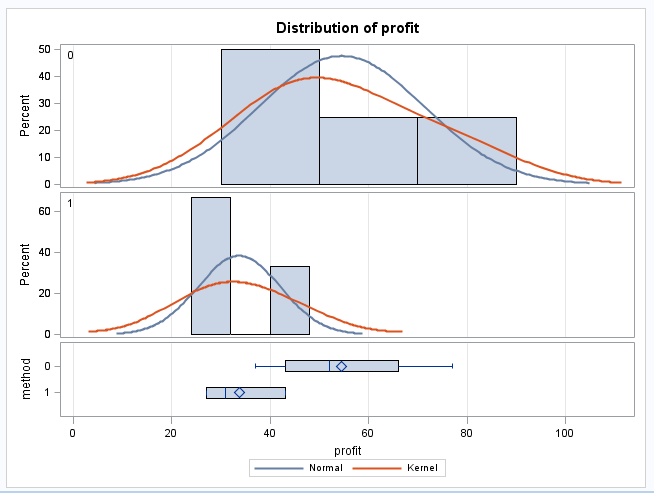 Distribution of profit
0
50
40
30
20
10
0
Percent
1
60
40
20
0
Percent
0
1
method
0 20 40 60 80 100
profit
Normal Kernel